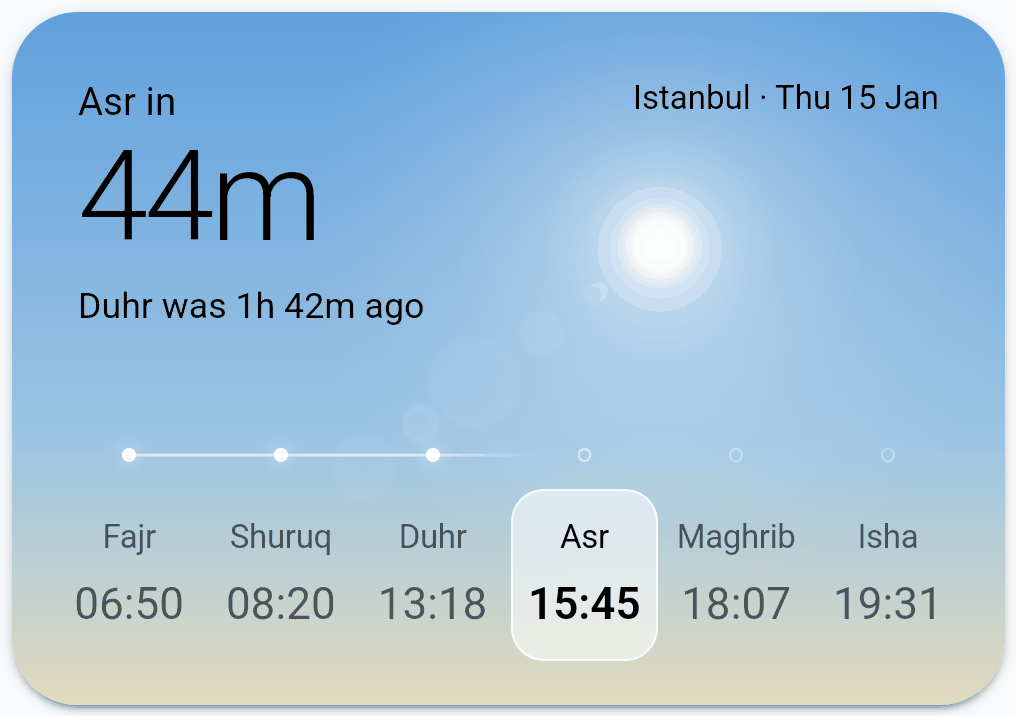 Asr in
Istanbul · Thu 15 Jan
44m
Duhr was 1h 42m ago
Fajr Shuruq Duhr Asr Maghrib Isha
06:50 08:20 13:18 15:45 18:07 19:31